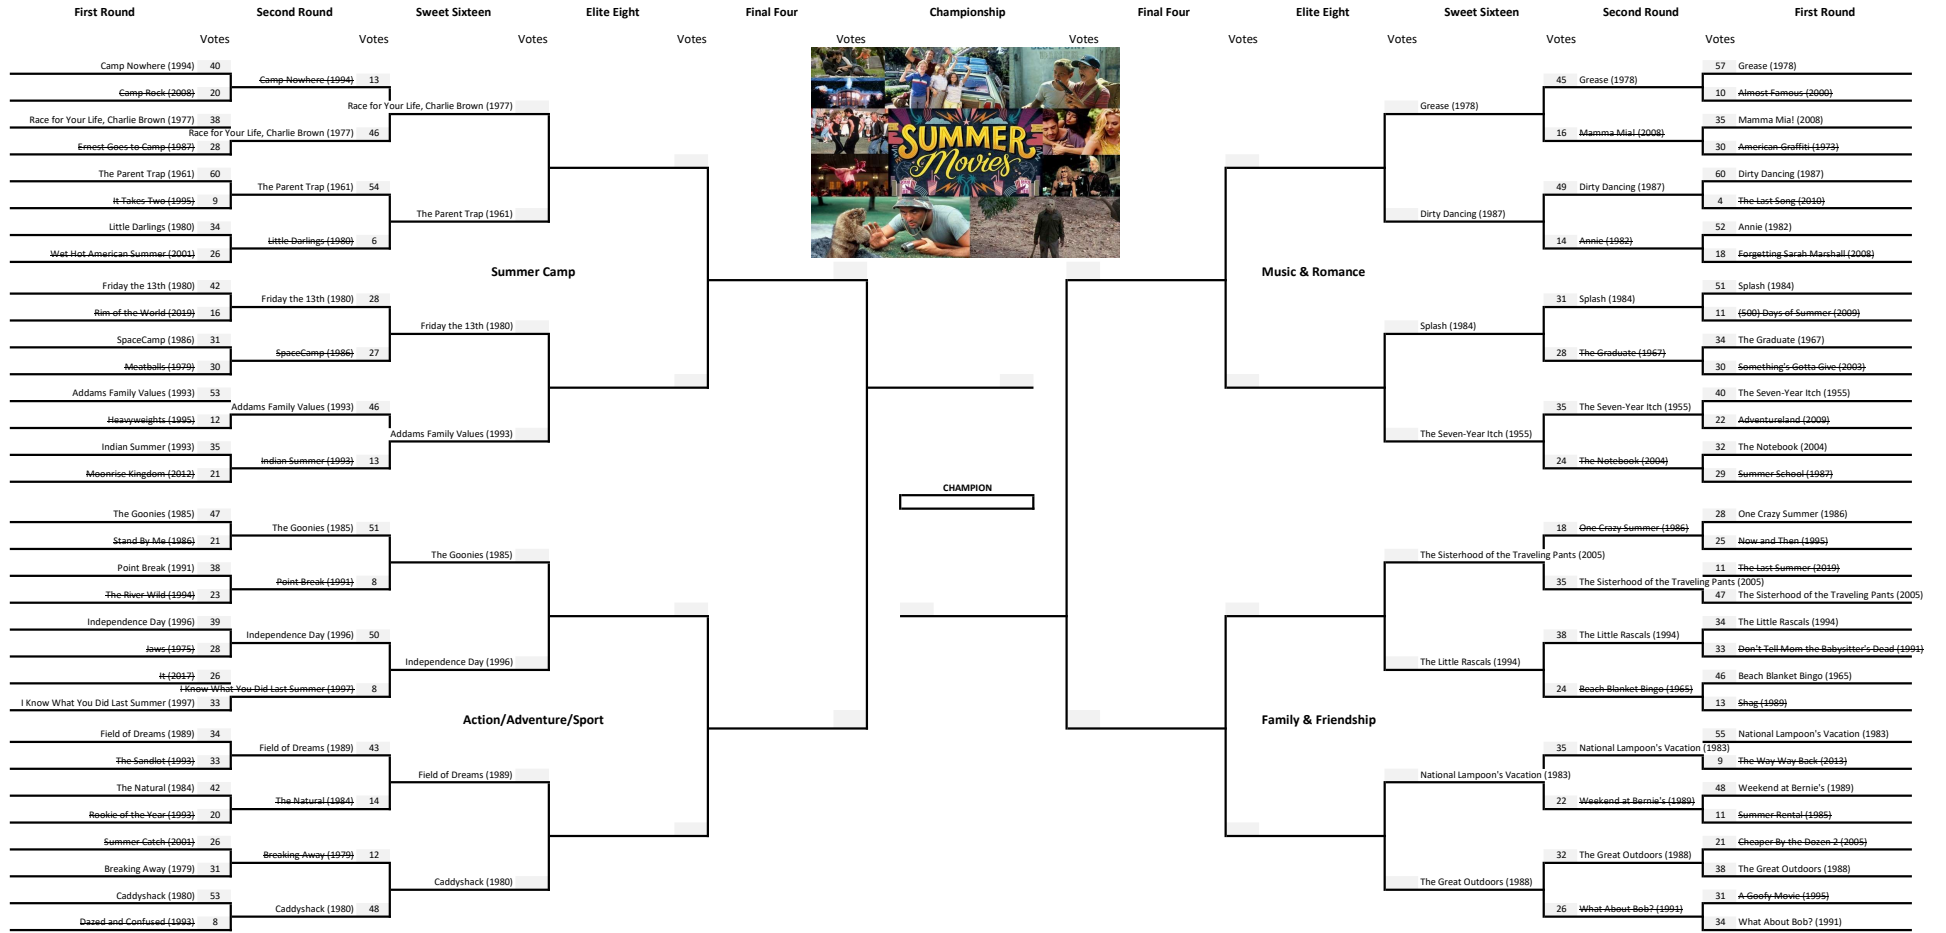 First Round Second Round Sweet Sixteen Elite Eight Final Four Championship Final Four Elite Eight Sweet Sixteen Second Round First Round
Votes Votes Votes Votes Votes Votes Votes Votes Votes Votes
Camp Nowhere (1994) 40
Camp Rock (2008) 20
Race for Your Life, Charlie Brown (1977) 38
Ernest Goes to Camp (1987) 28
The Parent Trap (1961) 60
It Takes Two (1995) 9
Little Darlings (1980) 34
Wet Hot American Summer (2001) 26
Friday the 13th (1980) 42
Rim of the World (2019) 16
SpaceCamp (1986) 31
Meatballs (1979) 30
Addams Family Values (1993) 53
Heavyweights (1995) 12
Indian Summer (1993) 35
Moonrise Kingdom (2012) 21
The Goonies (1985) 47
Stand By Me (1986) 21
Point Break (1991) 38
The River Wild (1994) 23
Independence Day (1996) 39
Jaws (1975) 28
It (2017) 26
I Know What You Did Last Summer (1997) 33
Field of Dreams (1989) 34
The Sandlot (1993) 33
The Natural (1984) 42
Rookie of the Year (1993) 20
Summer Catch (2001) 26
Breaking Away (1979) 31
Caddyshack (1980) 53
Dazed and Confused (1993) 8
Camp Nowhere (1994) 13
Race for Your Life, Charlie Brown (1977) 46
The Parent Trap (1961) 54
Little Darlings (1980) 6
Friday the 13th (1980) 28
SpaceCamp (1986) 27
Addams Family Values (1993) 46
Indian Summer (1993) 13
The Goonies (1985) 51
Point Break (1991) 8
Independence Day (1996) 50
I Know What You Did Last Summer (1997) 8
Field of Dreams (1989) 43
The Natural (1984) 14
Breaking Away (1979) 12
Caddyshack (1980) 48
Race for Your Life, Charlie Brown (1977)
The Parent Trap (1961)
Summer Camp
Friday the 13th (1980)
Addams Family Values (1993)
The Goonies (1985)
Independence Day (1996)
Action/Adventure/Sport
Field of Dreams (1989)
Caddyshack (1980)
SUMMER
Movies
CHAMPION
Grease (1978)
Dirty Dancing (1987)
Music & Romance
Splash (1984)
The Seven-Year Itch (1955)
The Sisterhood of the Traveling Pants (2005)
The Little Rascals (1994)
Family & Friendship
National Lampoon's Vacation (1983)
The Great Outdoors (1988)
45 Grease (1978)
16 Mamma Mia! (2008)
49 Dirty Dancing (1987)
14 Annie (1982)
31 Splash (1984)
28 The Graduate (1967)
35 The Seven-Year Itch (1955)
24 The Notebook (2004)
18 One Crazy Summer (1986)
35 The Sisterhood of the Traveling Pants (2005)
38 The Little Rascals (1994)
24 Beach Blanket Bingo (1965)
35 National Lampoon's Vacation (1983)
22 Weekend at Bernie's (1989)
32 The Great Outdoors (1988)
26 What About Bob? (1991)
57 Grease (1978)
10 Almost Famous (2000)
35 Mamma Mia! (2008)
30 American Graffiti (1973)
60 Dirty Dancing (1987)
4 The Last Song (2010)
52 Annie (1982)
18 Forgetting Sarah Marshall (2008)
51 Splash (1984)
11 (500) Days of Summer (2009)
34 The Graduate (1967)
30 Something's Gotta Give (2003)
40 The Seven-Year Itch (1955)
22 Adventureland (2009)
32 The Notebook (2004)
29 Summer School (1987)
28 One Crazy Summer (1986)
25 Now and Then (1995)
11 The Last Summer (2019)
47 The Sisterhood of the Traveling Pants (2005)
34 The Little Rascals (1994)
33 Don't Tell Mom the Babysitter's Dead (1991)
46 Beach Blanket Bingo (1965)
13 Shag (1989)
55 National Lampoon's Vacation (1983)
9 The Way Way Back (2013)
48 Weekend at Bernie's (1989)
11 Summer Rental (1985)
21 Cheaper By the Dozen 2 (2005)
38 The Great Outdoors (1988)
31 A Goofy Movie (1995)
34 What About Bob? (1991)